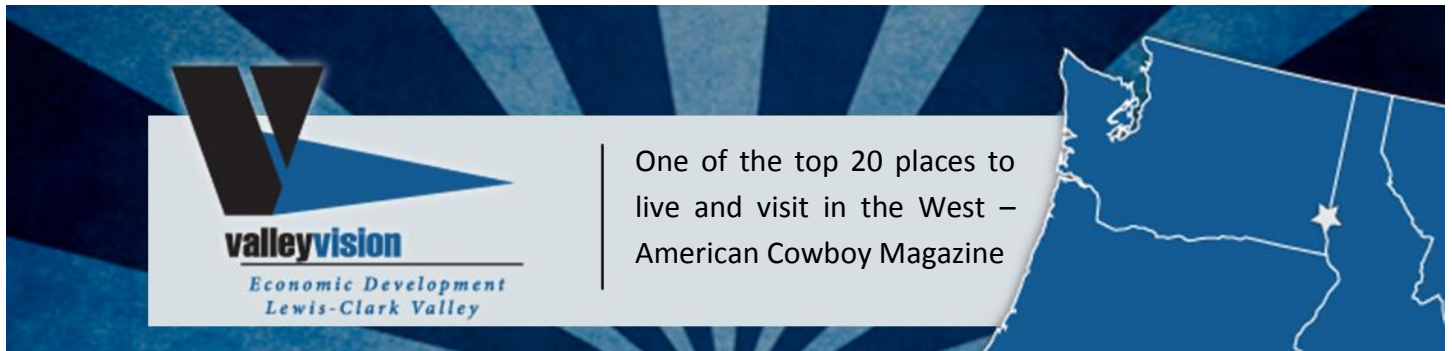 valleyvision
Economic Development
Lewis-Clark Valley
One of the top 20 places to
live and visit in the West –
American Cowboy Magazine